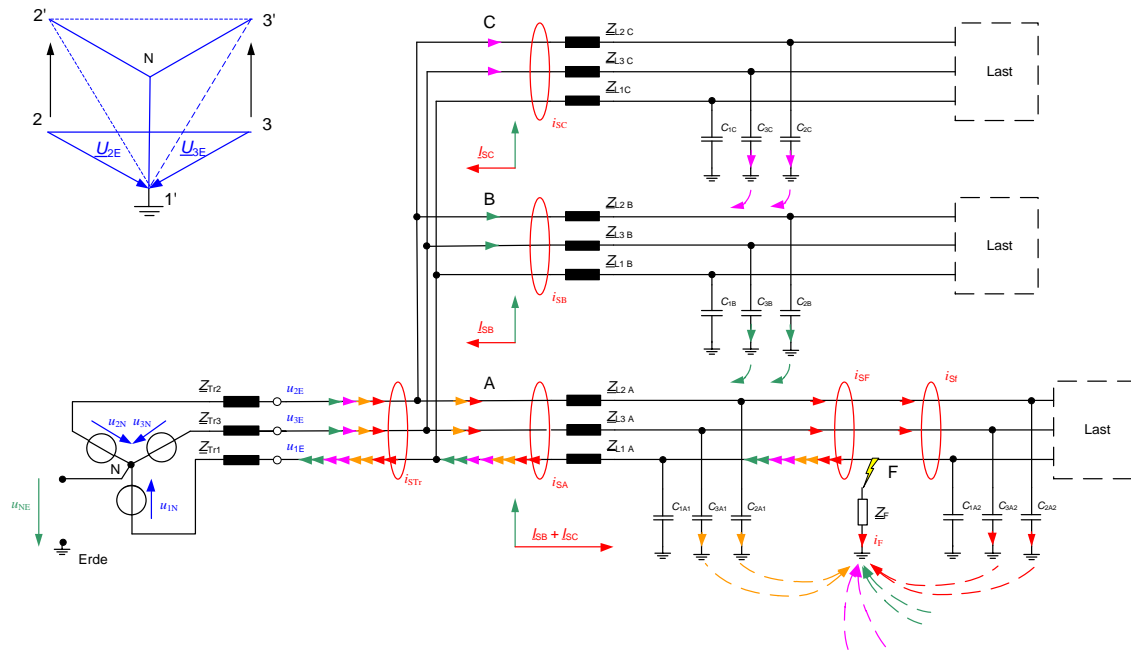 2'
3'
N
2
3
U2E
U3E
1'
C
ZL2 C
ZL3 C
ZL1C
iSC
ISC
C1C
C3C
C2C
Last
B
ZL2 B
ZL3 B
ZL1 B
iSB
ISB
C1B
C3B
C2B
Last
A
ZTr2
u2E
ZTr3
u3E
ZTr1
u1E
u2N
u3N
N
u1N
uNE
Erde
iSTr
iSA
ZL2 A
ZL3 A
ZL1 A
iSF
iSf
Last
F
C1A1
C3A1
C2A1
ZF
iF
C1A2
C3A2
C2A2
ISB + ISC